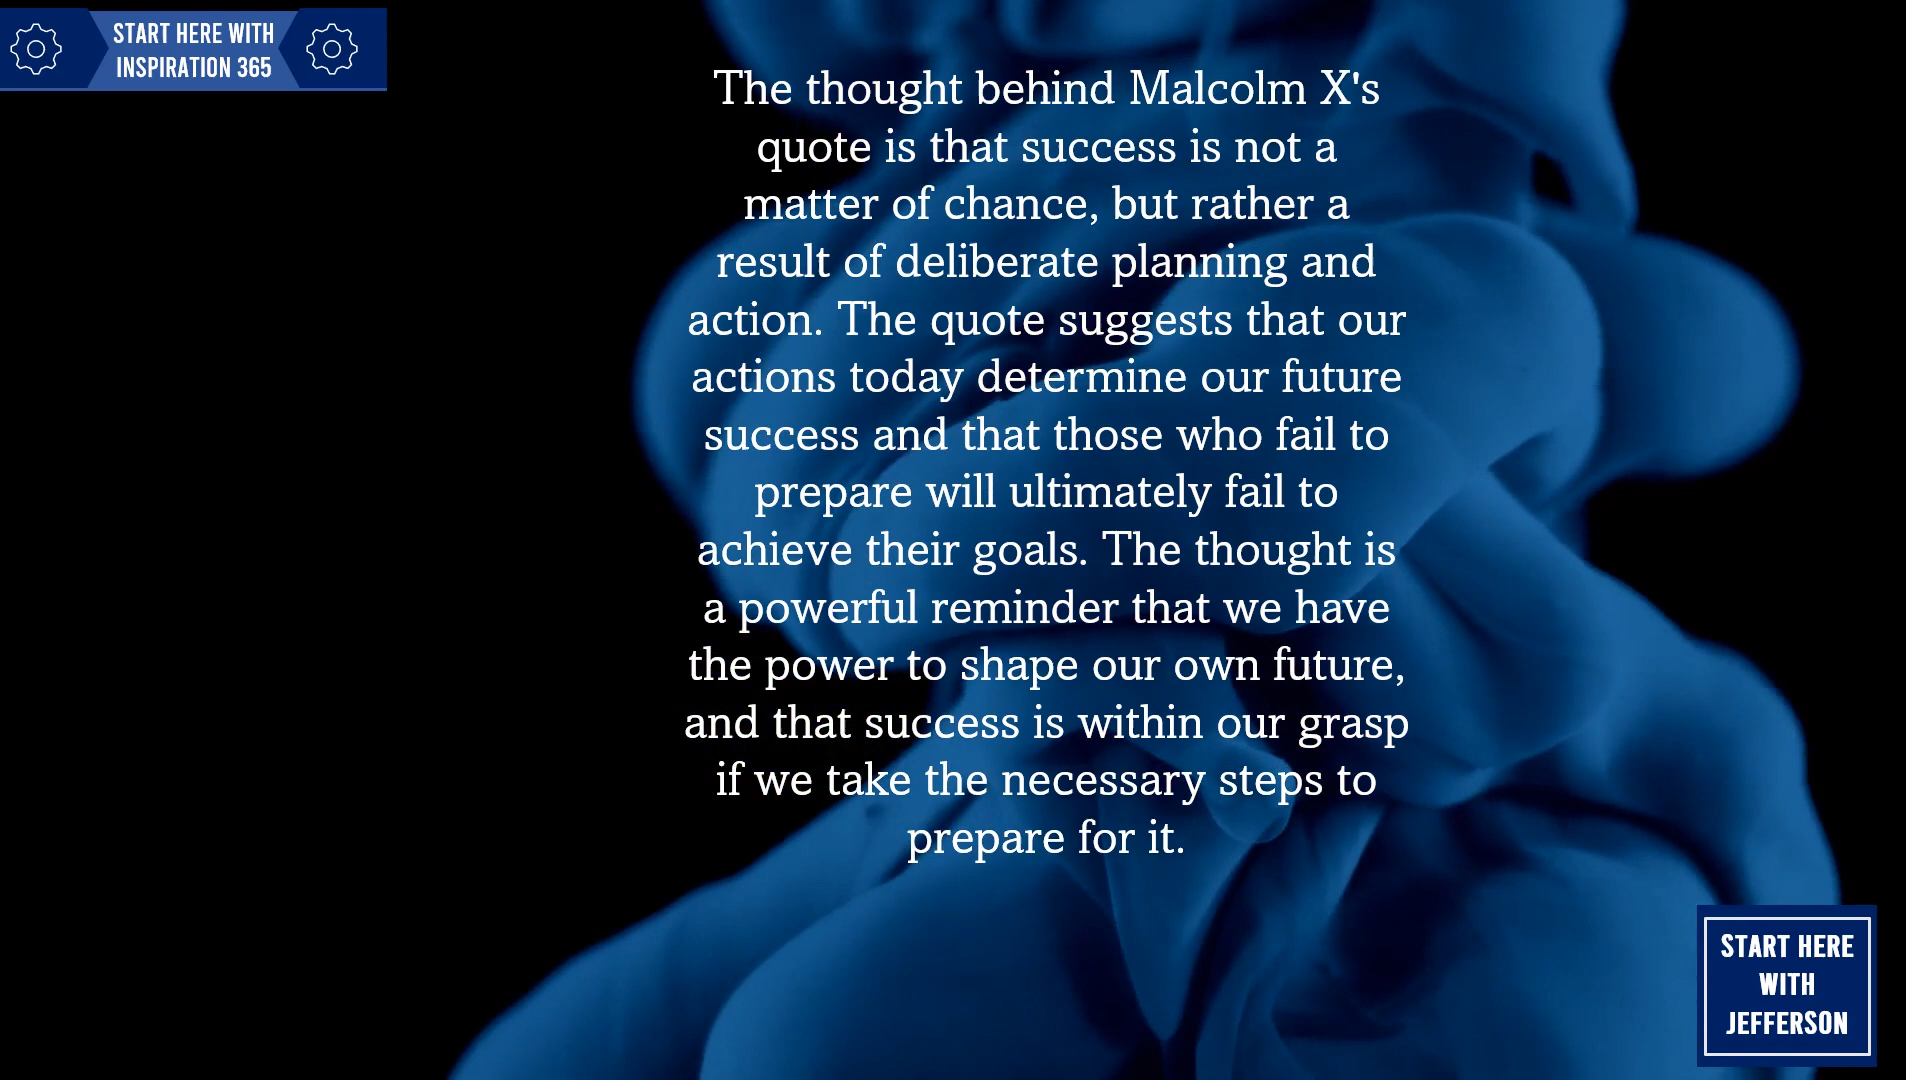 START HERE WITH
INSPIRATION 365
The thought behind Malcolm X's
quote is that success is not a
matter of chance, but rather a
result of deliberate planning and
action. The quote suggests that our
actions today determine our future
success and that those who fail to
prepare will ultimately fail to
achieve their goals. The thought is
a powerful reminder that we have
the power to shape our own future,
and that success is within our grasp
if we take the necessary steps to
prepare for it.
START HERE
WITH
JEFFERSON